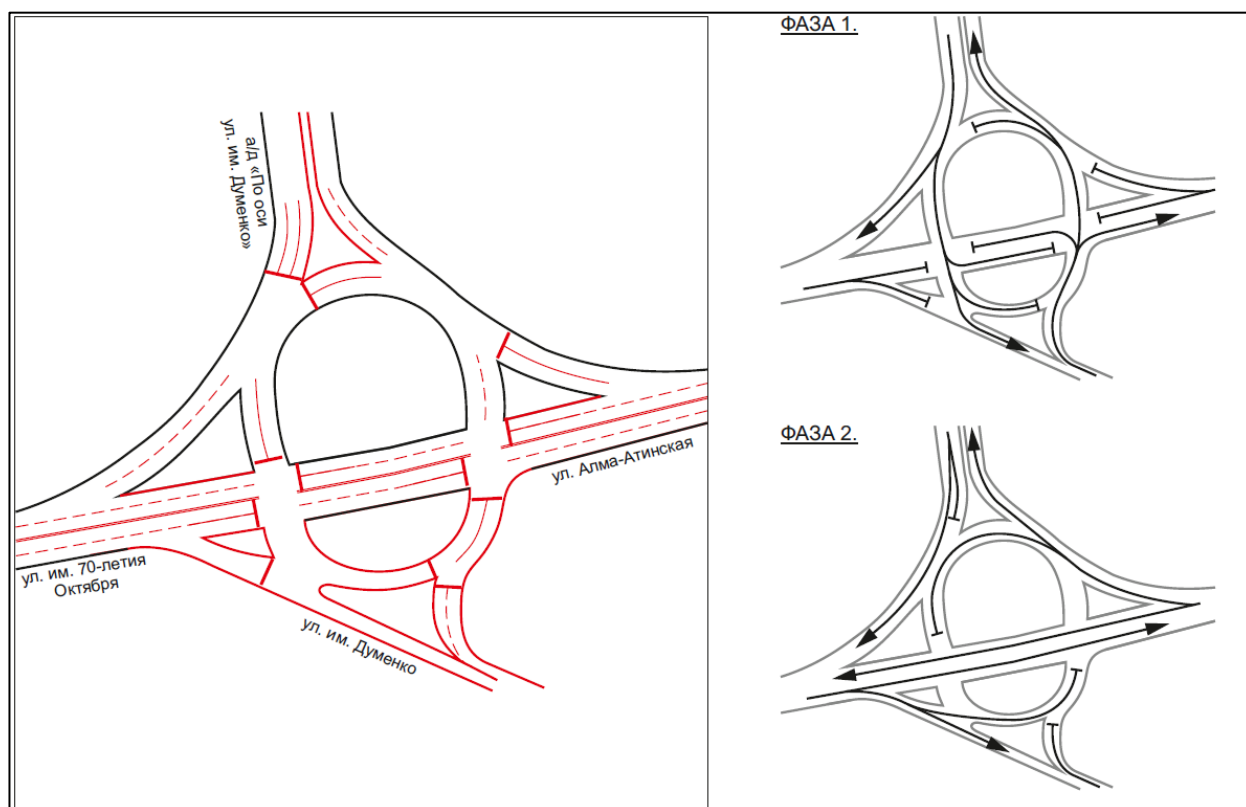 ФАЗА 1.
а/д «По оси
ул. им. Думенко»
ул. Алма-Атинская
ул. им. 70-летия
Октября
ул. им. Думенко
ФАЗА 2.